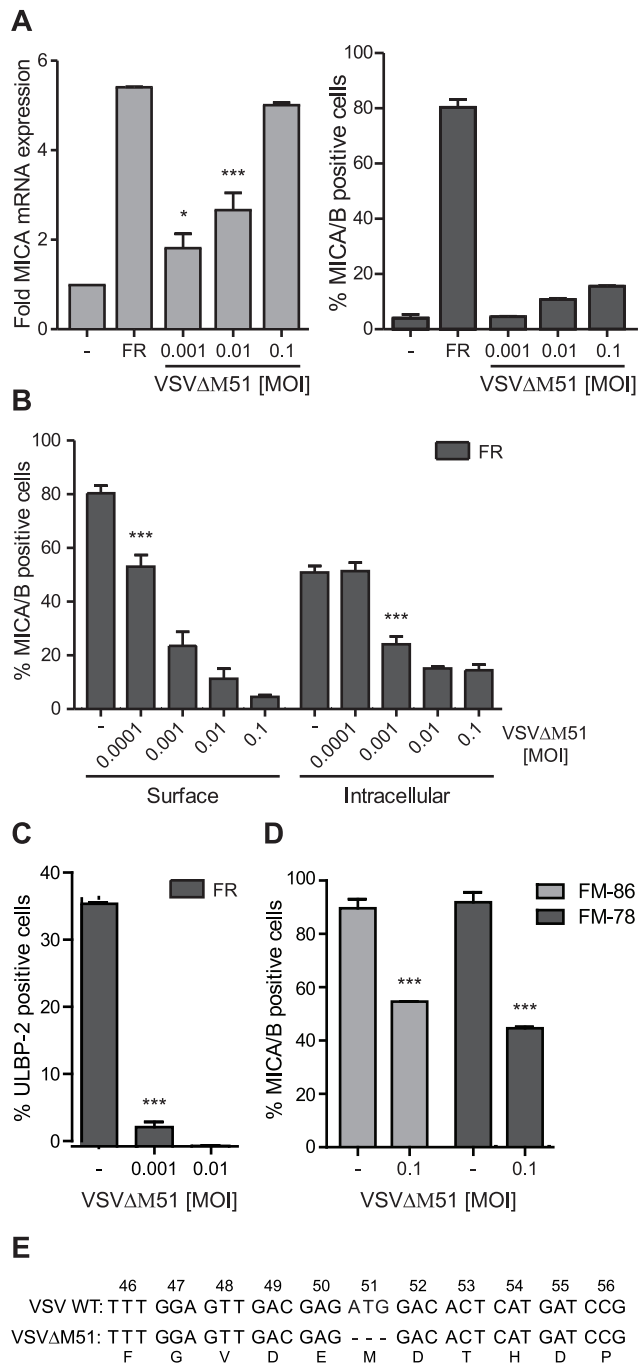 A
Fold MICA mRNA expression
6
4
2
0
*
***
- FR 0.001 0.01 0.1
VSVΔM51 [MOI]
% MICA/B positive cells
100
80
60
40
20
0
- FR 0.001 0.01 0.1
VSVΔM51 [MOI]
B
% MICA/B positive cells
100
80
60
40
20
0
FR
***
***
- 0.0001 0.001 0.01 0.1 - 0.0001 0.001 0.01 0.1
VSVΔM51
[MOI]
Surface Intracellular
C
% ULBP-2 positive cells
40
30
20
10
0
FR
***
- 0.001 0.01
VSVΔM51 [MOI]
D
% MICA/B positive cells
100
80
60
40
20
0
FM-86
FM-78
***
***
- 0.1 - 0.1
VSVΔM51 [MOI]
E
46 47 48 49 50 51 52 53 54 55 56
VSV WT: TTT GGA GTT GAC GAG ATG GAC ACT CAT GAT CCG
VSVΔM51: TTT GGA GTT GAC GAG - - - GAC ACT CAT GAT CCG
F G V D E M D T H D P